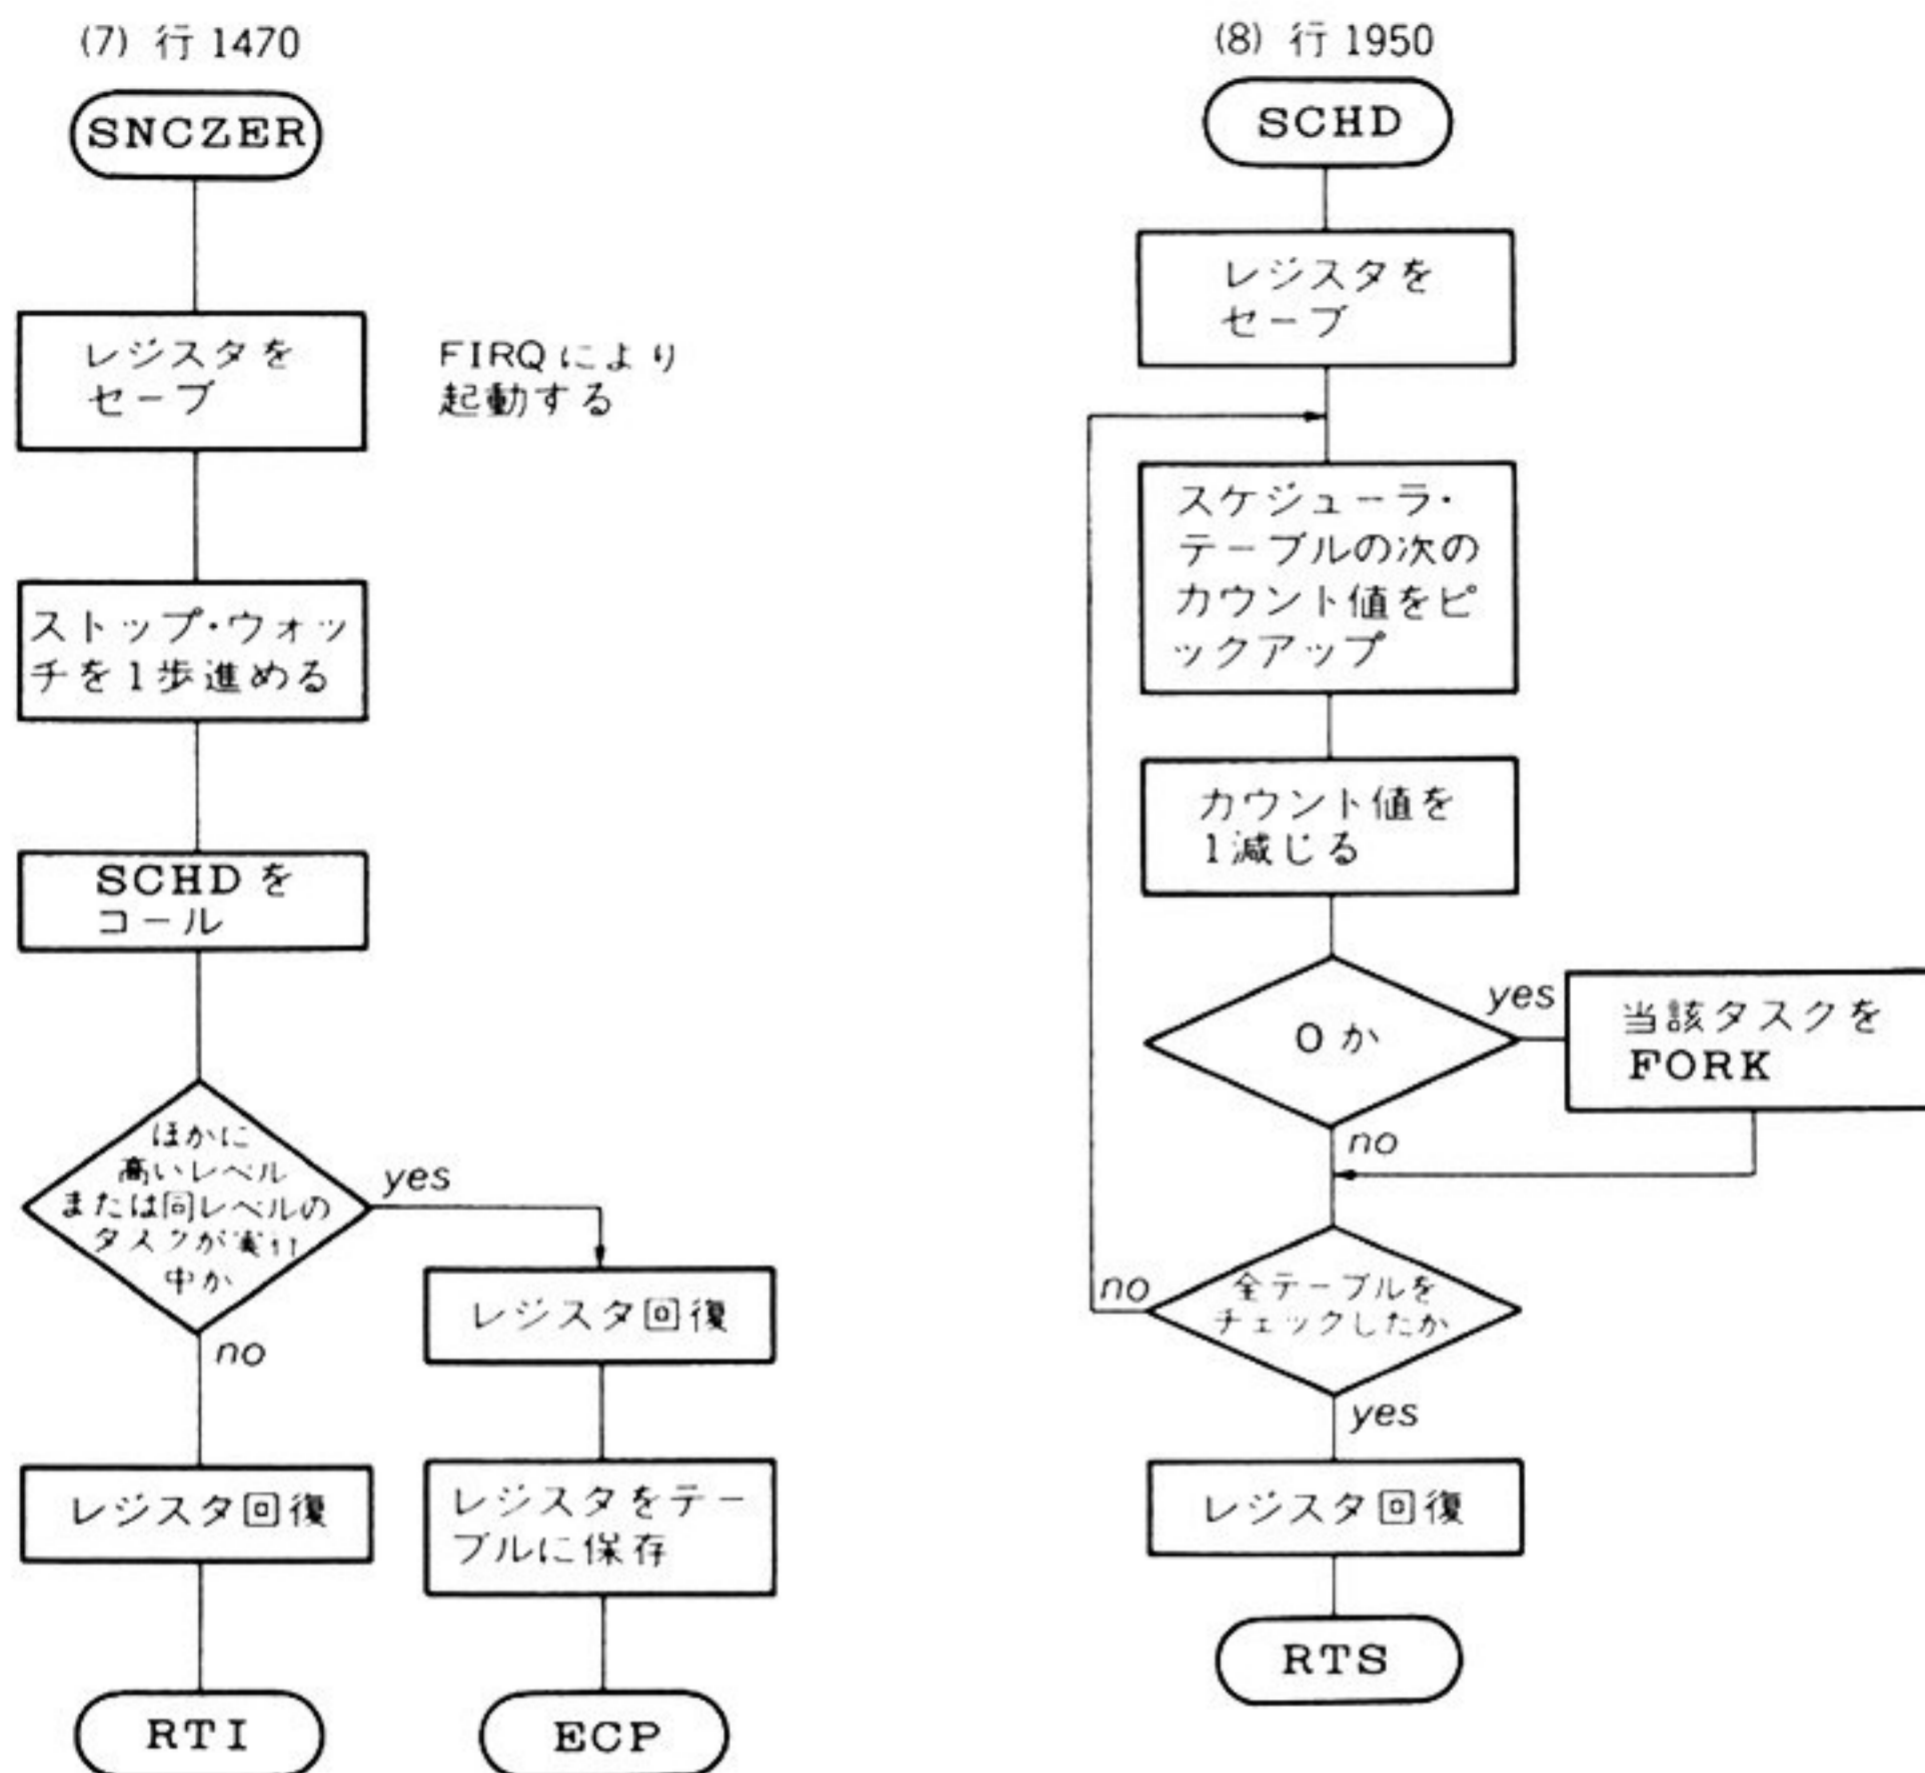 (7) 行 1470
SNCZER
レジスタを
セーブ
FIRQにより
起動する
ストップ・ウォッ
チを1歩進める
SCHDを
コール
ほかに
高いレベル
または同レベルの
タスクが実行
中か
yes
no
レジスタ回復
レジスタをテー
ブルに保存
ECP
レジスタ回復
RTI
(8) 行 1950
SCHD
レジスタを
セーブ
スケジューラ・
テーブルの次の
カウント値をピ
ックアップ
カウント値を
1減じる
0か
yes
当該タスクを
FORK
no
全テーブルを
チェックしたか
no
yes
レジスタ回復
RTS